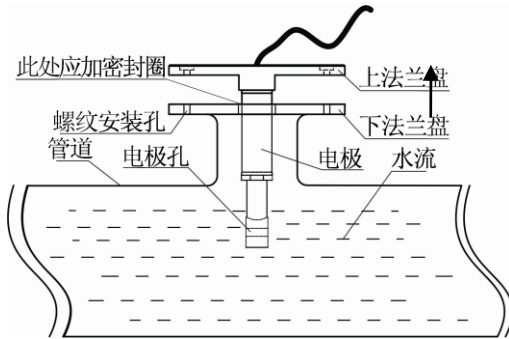 此处应加密封圈
上法兰盘
螺纹安装孔
下法兰盘
管道
电极孔
电极
水流